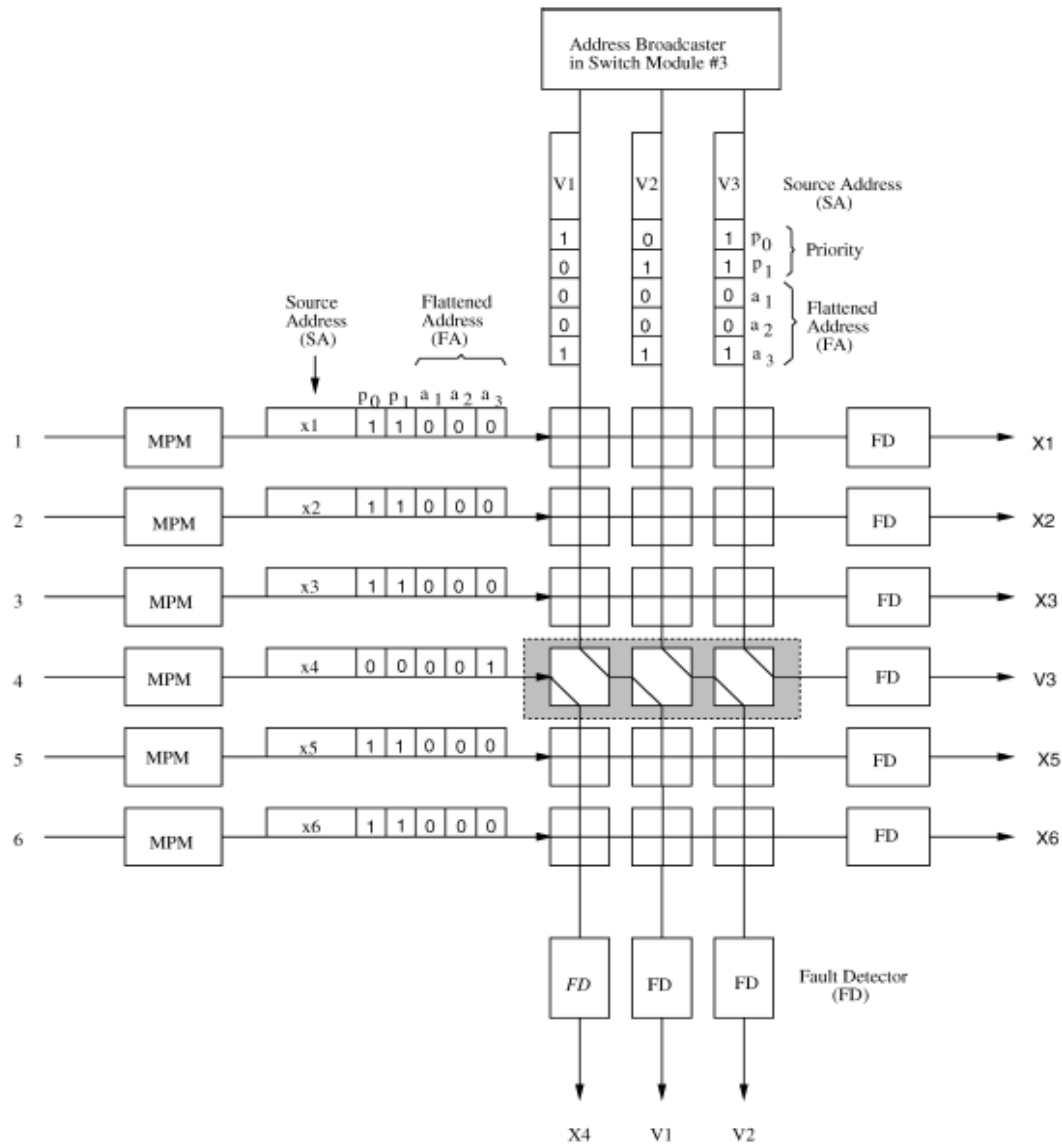 Address Broadcaster
in Switch Module #3
V1 V2 V3
Source Address
(SA)
1 0 1 p0
Priority
0 1 1 p1
0 0 0 a1
Flattened
Address
(FA)
0 0 0 a2
1 1 1 a3
Source
Address
(SA)
Flattened
Address
(FA)
p0 p1 a1 a2 a3
1 MPM x1 1 1 0 0 0 FD X1
2 MPM x2 1 1 0 0 0 FD X2
3 MPM x3 1 1 0 0 0 FD X3
4 MPM x4 0 0 0 0 1 FD V3
5 MPM x5 1 1 0 0 0 FD X5
6 MPM x6 1 1 0 0 0 FD X6
FD FD FD
Fault Detector
(FD)
X4 V1 V2